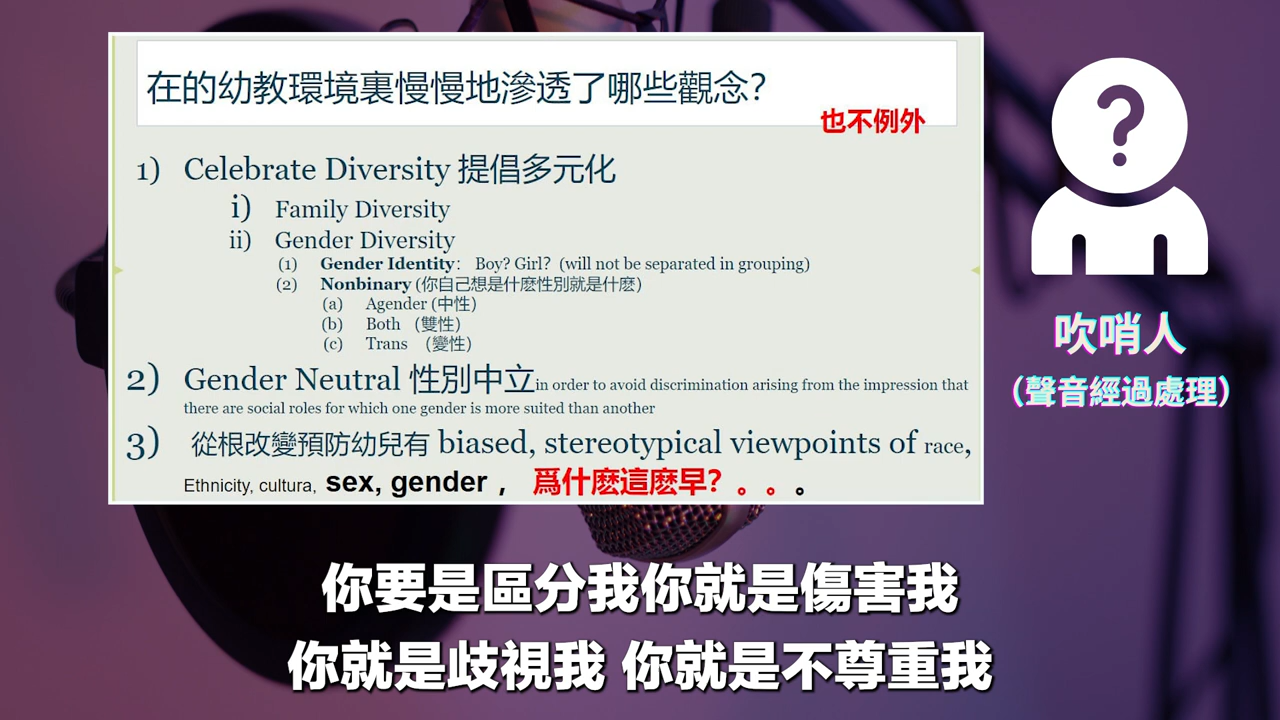 在的幼教環境裏慢慢地滲透了哪些觀念？
也不例外
1) Celebrate Diversity 提倡多元化
i) Family Diversity
ii) Gender Diversity
(1) Gender Identity： Boy? Girl? (will not be separated in grouping)
(2) Nonbinary (你自己想是什麽性別就是什麽)
(a) Agender (中性)
(b) Both （雙性）
(c) Trans （變性）
2) Gender Neutral 性別中立in order to avoid discrimination arising from the impression that
there are social roles for which one gender is more suited than another
3) 從根改變預防幼兒有 biased, stereotypical viewpoints of race,
Ethnicity, cultura, sex, gender， 爲什麽這麽早？。。。
?
吹哨人
（聲音經過處理）
你要是區分我你就是傷害我
你就是歧視我 你就是不尊重我